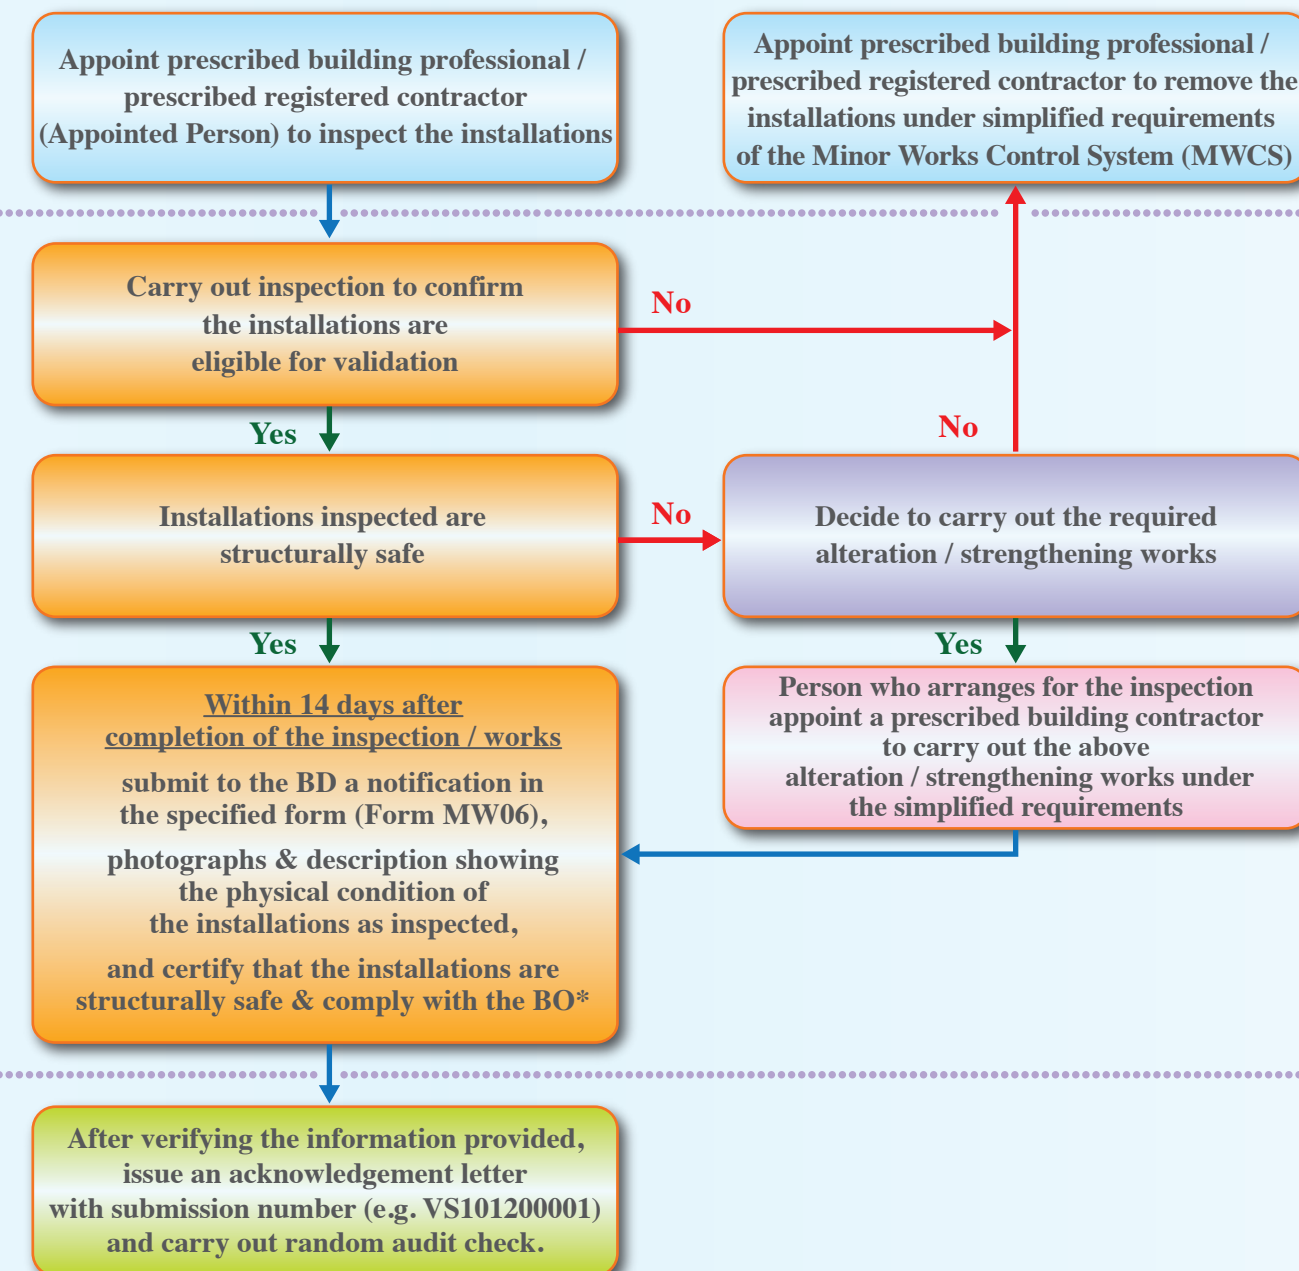 Appoint prescribed building professional /
prescribed registered contractor
(Appointed Person) to inspect the installations
Appoint prescribed building professional /
prescribed registered contractor to remove the
installations under simplified requirements
of the Minor Works Control System (MWCS)
Carry out inspection to confirm
the installations are
eligible for validation
No
Yes
No
Installations inspected are
structurally safe
No
Decide to carry out the required
alteration / strengthening works
Yes
Yes
Within 14 days after
completion of the inspection / works
submit to the BD a notification in
the specified form (Form MW06),
photographs & description showing
the physical condition of
the installations as inspected,
and certify that the installations are
structurally safe & comply with the BO*
Person who arranges for the inspection
appoint a prescribed building contractor
to carry out the above
alteration / strengthening works under
the simplified requirements
After verifying the information provided,
issue an acknowledgement letter
with submission number (e.g. VS101200001)
and carry out random audit check.